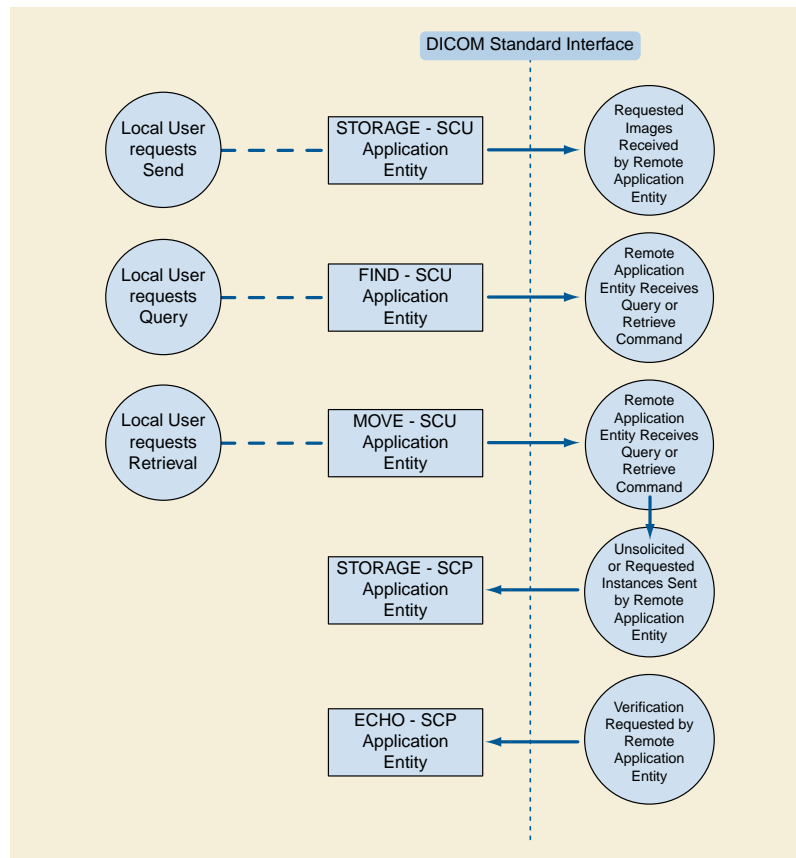 DICOM Standard Interface
Local User
requests
Send
STORAGE - SCU
Application
Entity
Requested
Images
Received
by Remote
Application
Entity
Local User
requests
Query
FIND - SCU
Application
Entity
Remote
Application
Entity Receives
Query or
Retrieve
Command
Local User
requests
Retrieval
MOVE - SCU
Application
Entity
Remote
Application
Entity Receives
Query or
Retrieve
Command
STORAGE - SCP
Application
Entity
Unsolicited
or Requested
Instances Sent
by Remote
Application
Entity
ECHO - SCP
Application
Entity
Verification
Requested by
Remote
Application
Entity